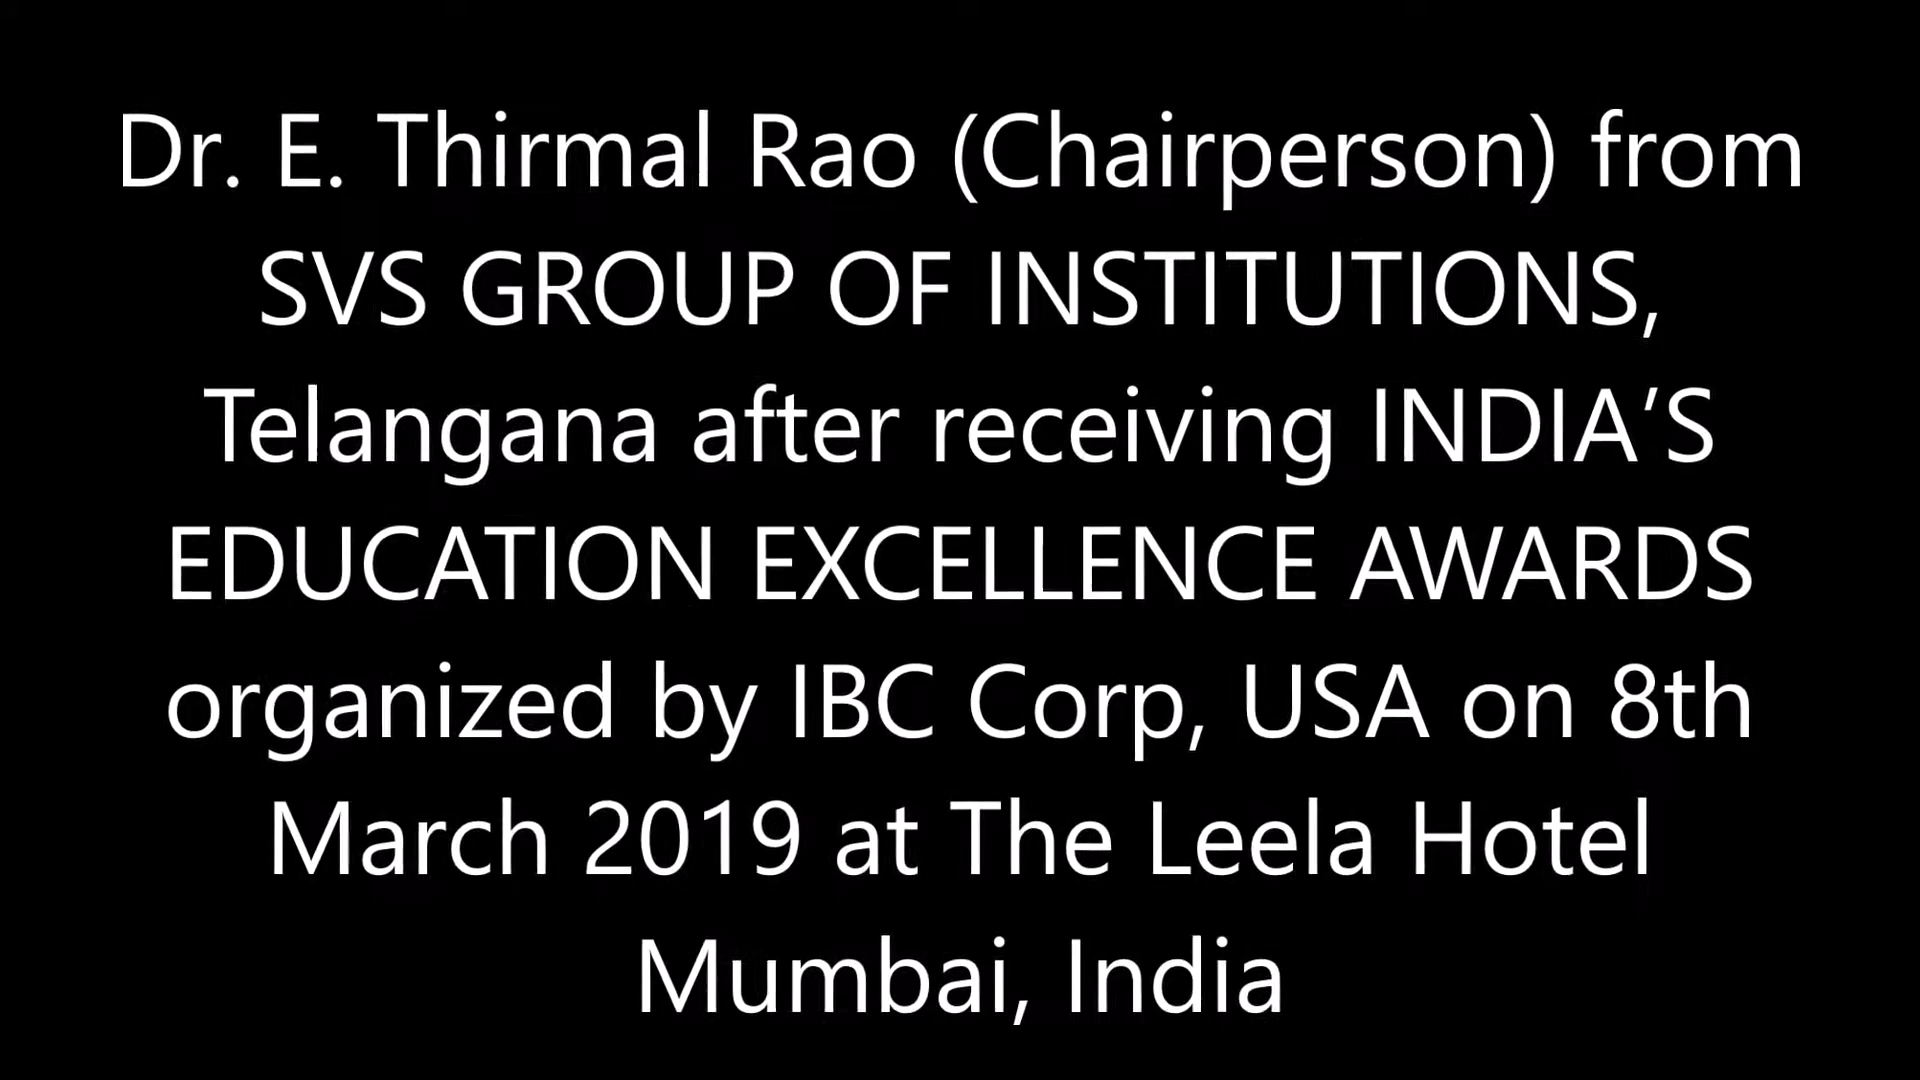 Dr. E. Thirmal Rao (Chairperson) from
SVS GROUP OF INSTITUTIONS,
Telangana after receiving INDIA’S
EDUCATION EXCELLENCE AWARDS
organized by IBC Corp, USA on 8th
March 2019 at The Leela Hotel
Mumbai, India